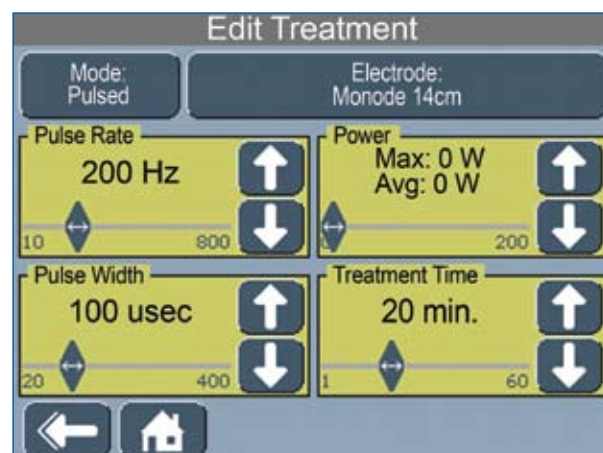 Edit Treatment
Mode:
Pulsed
Electrode:
Monode 14cm
Pulse Rate
200 Hz
10
800
Power
Max: 0 W
Avg: 0 W
200
Pulse Width
100 usec
20
400
Treatment Time
20 min.
1
60